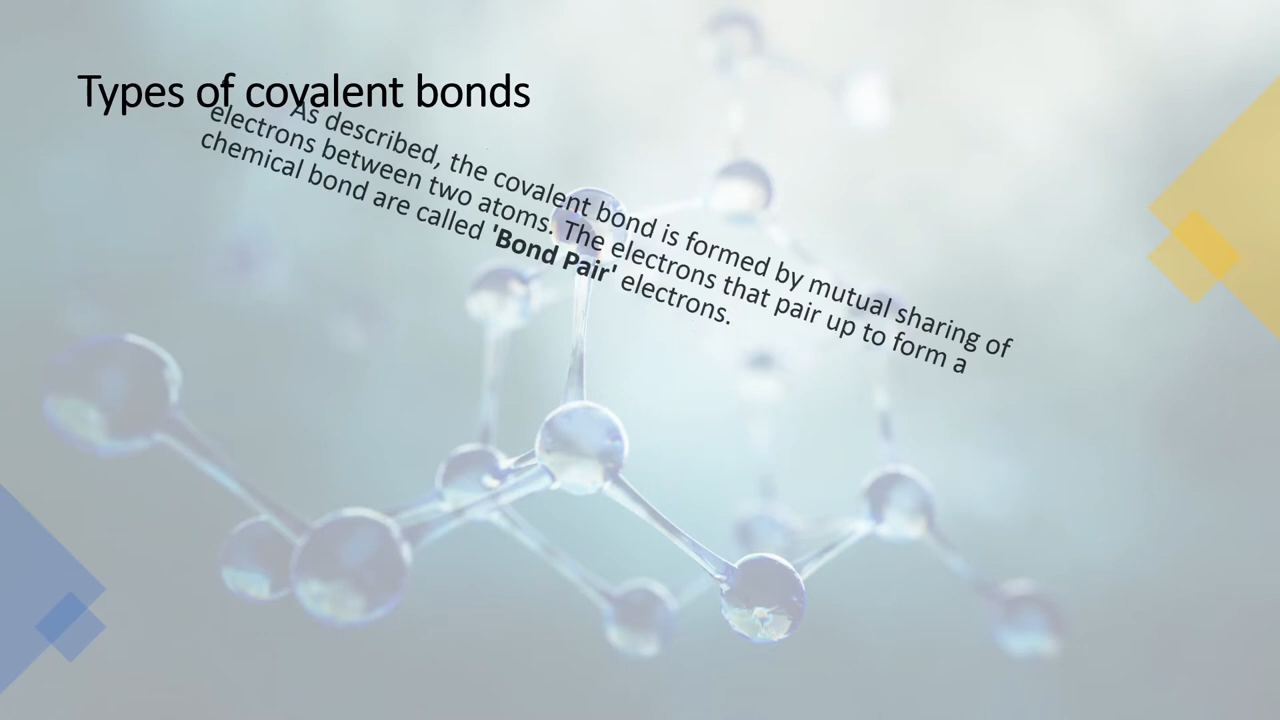 Types of covalent bonds
As described, the covalent bond is formed by mutual sharing of
electrons between two atoms. The electrons that pair up to form a
chemical bond are called 'Bond Pair' electrons.